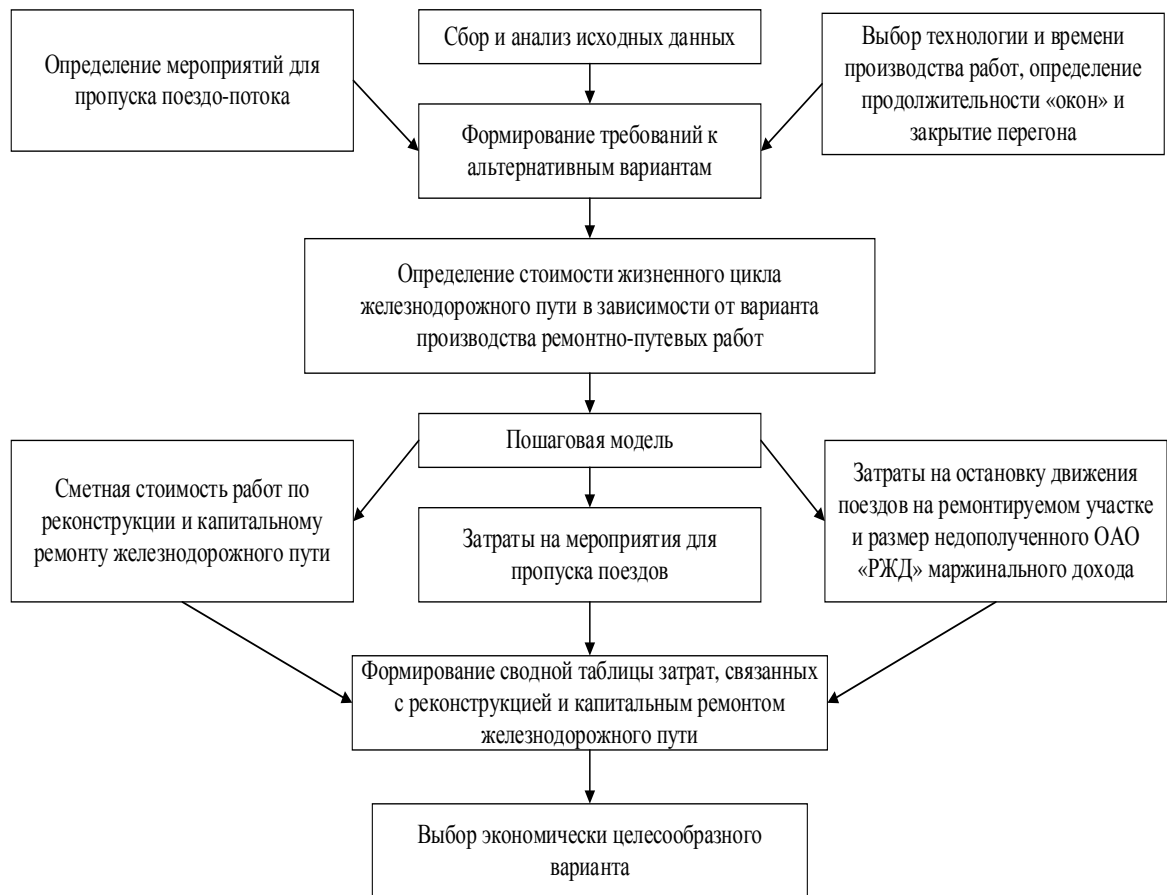 Сбор и анализ исходных данных
Определение мероприятий для
пропуска поездо-потока
Выбор технологии и времени
производства работ, определение
продолжительности «окон» и
закрытие перегона
Формирование требований к
альтернативным вариантам
Определение стоимости жизненного цикла
железнодорожного пути в зависимости от варианта
производства ремонтно-путевых работ
Пошаговая модель
Сметная стоимость работ по
реконструкции и капитальному
ремонту железнодорожного пути
Затраты на мероприятия для
пропуска поездов
Затраты на остановку движения
поездов на ремонтируемом участке
и размер недополученного ОАО
«РЖД» маржинального дохода
Формирование сводной таблицы затрат, связанных
с реконструкцией и капитальным ремонтом
железнодорожного пути
Выбор экономически целесообразного
варианта